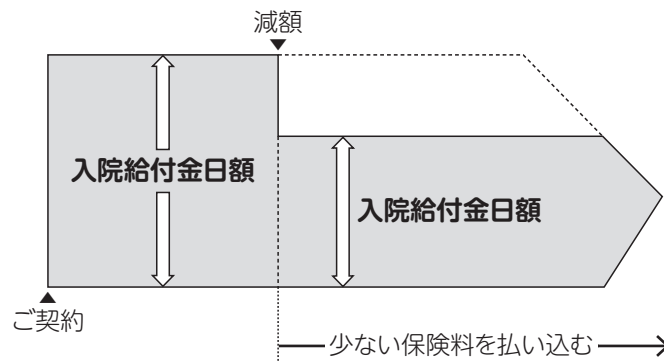 減額
入院給付金日額
入院給付金日額
ご契約
少ない保険料を払い込む